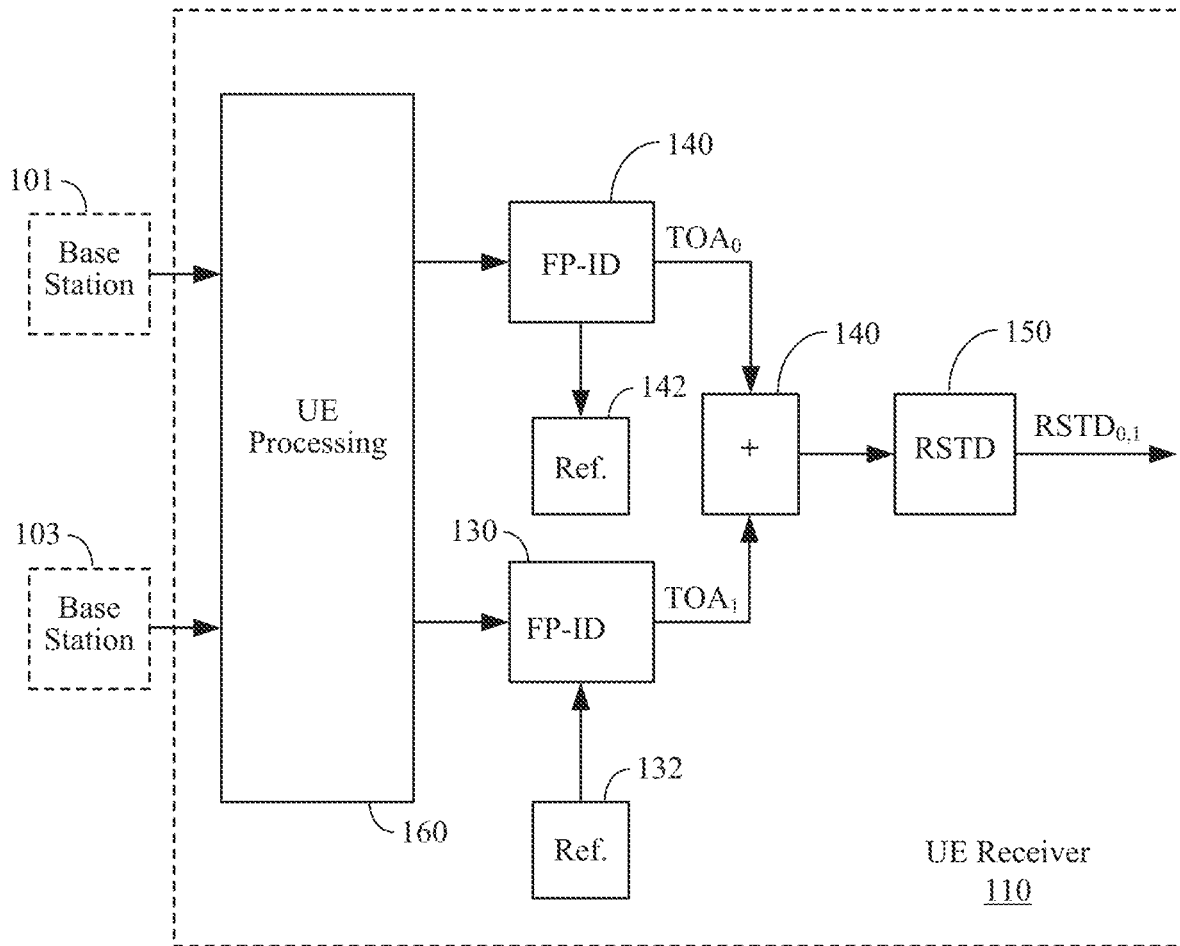 140
101
Base
Station
FP-ID
TOA₀
140
150
142
UE
Processing
+
RSTD
RSTD₀,₁
Ref.
103
130
Base
Station
FP-ID
TOA₁
132
160
Ref.
UE Receiver
110